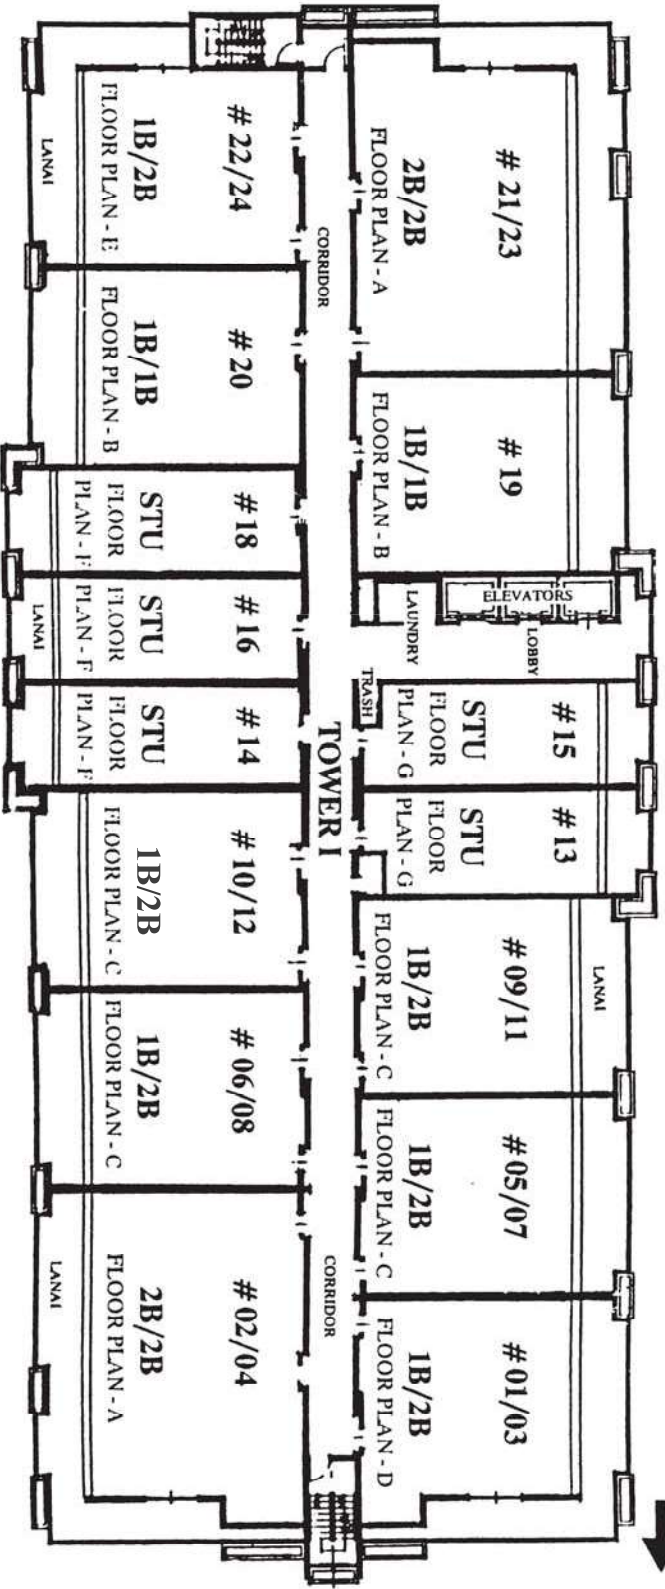 # 22/24
1B/2B
FLOOR PLAN - E
LANAI
# 20
1B/1B
FLOOR PLAN - B
# 18
STU
FLOOR
PLAN - F
# 16
STU
FLOOR
PLAN - F
LANAI
# 14
STU
FLOOR
PLAN - F
# 10/12
1B/2B
FLOOR PLAN - C
# 06/08
1B/2B
FLOOR PLAN - C
# 02/04
2B/2B
FLOOR PLAN - A
LANAI
CORRIDOR
TOWER I
CORRIDOR
# 21/23
2B/2B
FLOOR PLAN - A
# 19
1B/1B
FLOOR PLAN - B
ELEVATORS
LOBBY
LAUNDRY
TRASH
# 15
STU
FLOOR
PLAN - G
# 13
STU
FLOOR
PLAN - G
LANAI
# 09/11
1B/2B
FLOOR PLAN - C
# 05/07
1B/2B
FLOOR PLAN - C
# 01/03
1B/2B
FLOOR PLAN - D